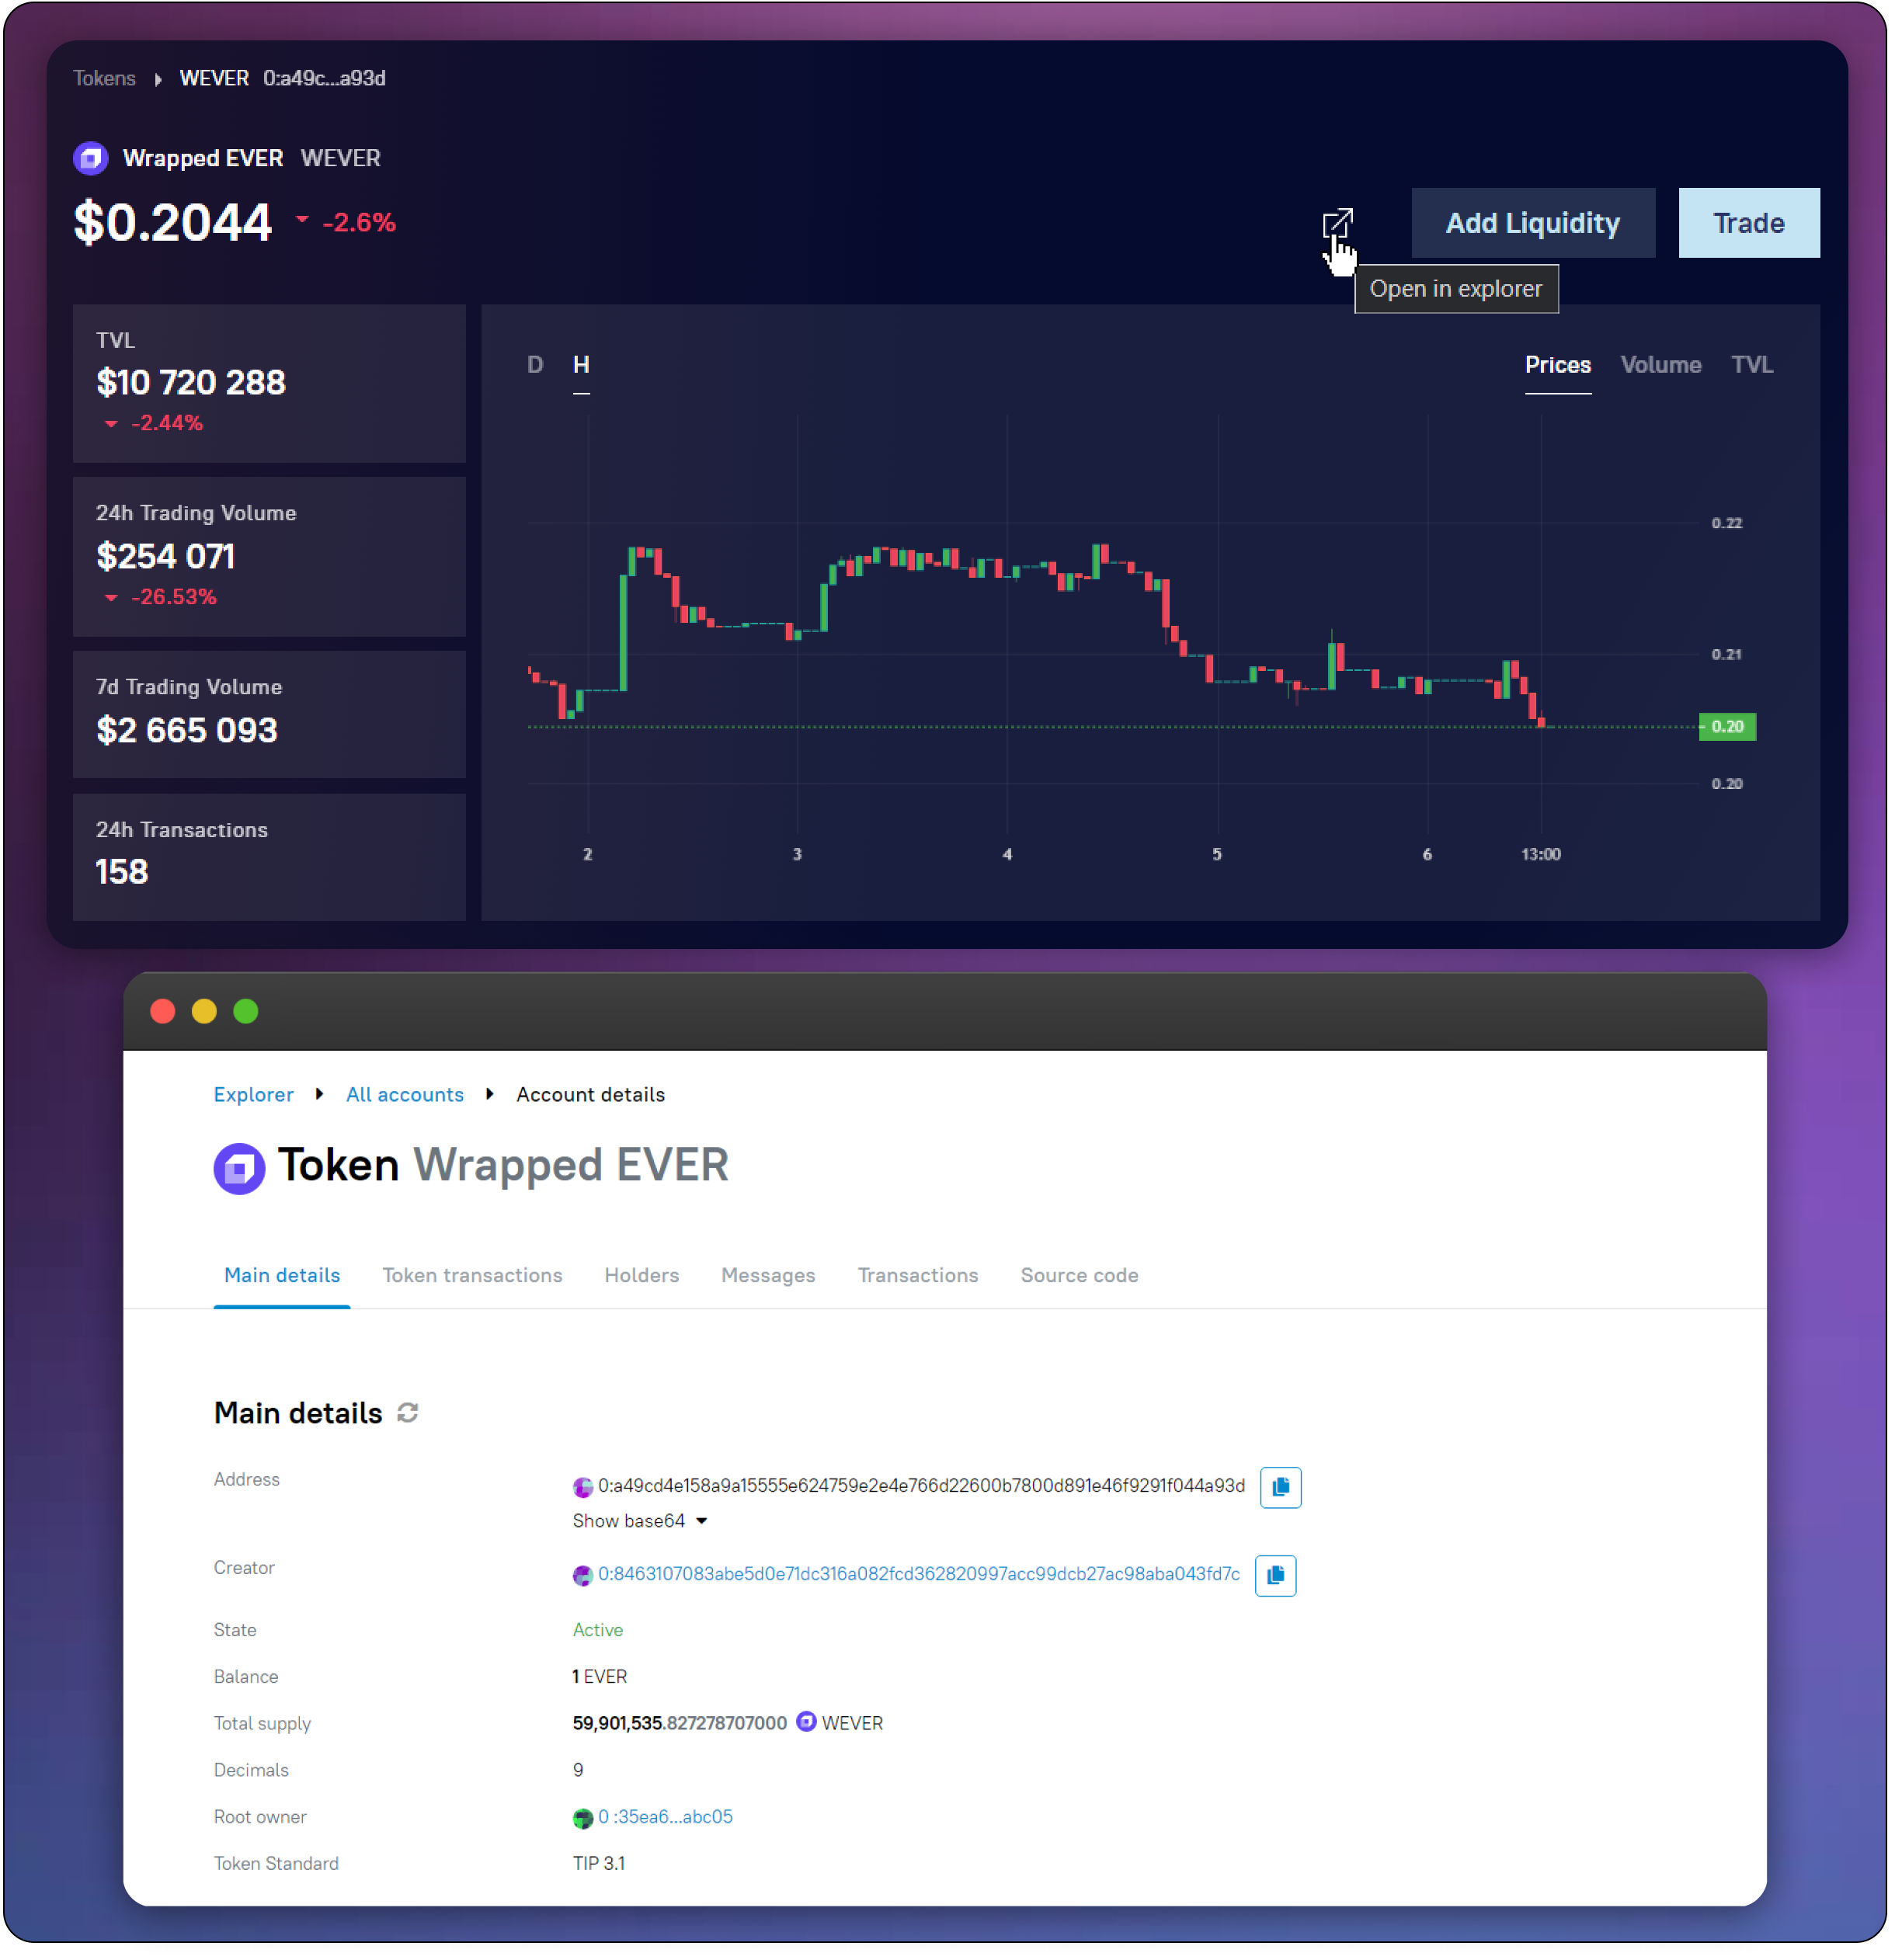 Tokens WEVER 0:a49c...a93d
Wrapped EVER WEVER
$0.2044 -2.6%
Add Liquidity
Trade
Open in explorer
TVL
$10 720 288
-2.44%
24h Trading Volume
$254 071
-26.53%
7d Trading Volume
$2 665 093
24h Transactions
158
D H
Prices Volume TVL
0.22
0.21
0.20
0.20
2 3 4 5 6 13:00
Explorer All accounts Account details
Token Wrapped EVER
Main details Token transactions Holders Messages Transactions Source code
Main details
Address 0:a49cd4e158a9a15555e624759e2e4e766d22600b7800d891e46f9291f044a93d
Show base64
Creator 0:8463107083abe5d0e71dc316a082fcd362820997acc99dcb27ac98aba043fd7c
State Active
Balance 1 EVER
Total supply 59,901,535.827278707000 WEVER
Decimals 9
Root owner 0 :35ea6...abc05
Token Standard TIP 3.1